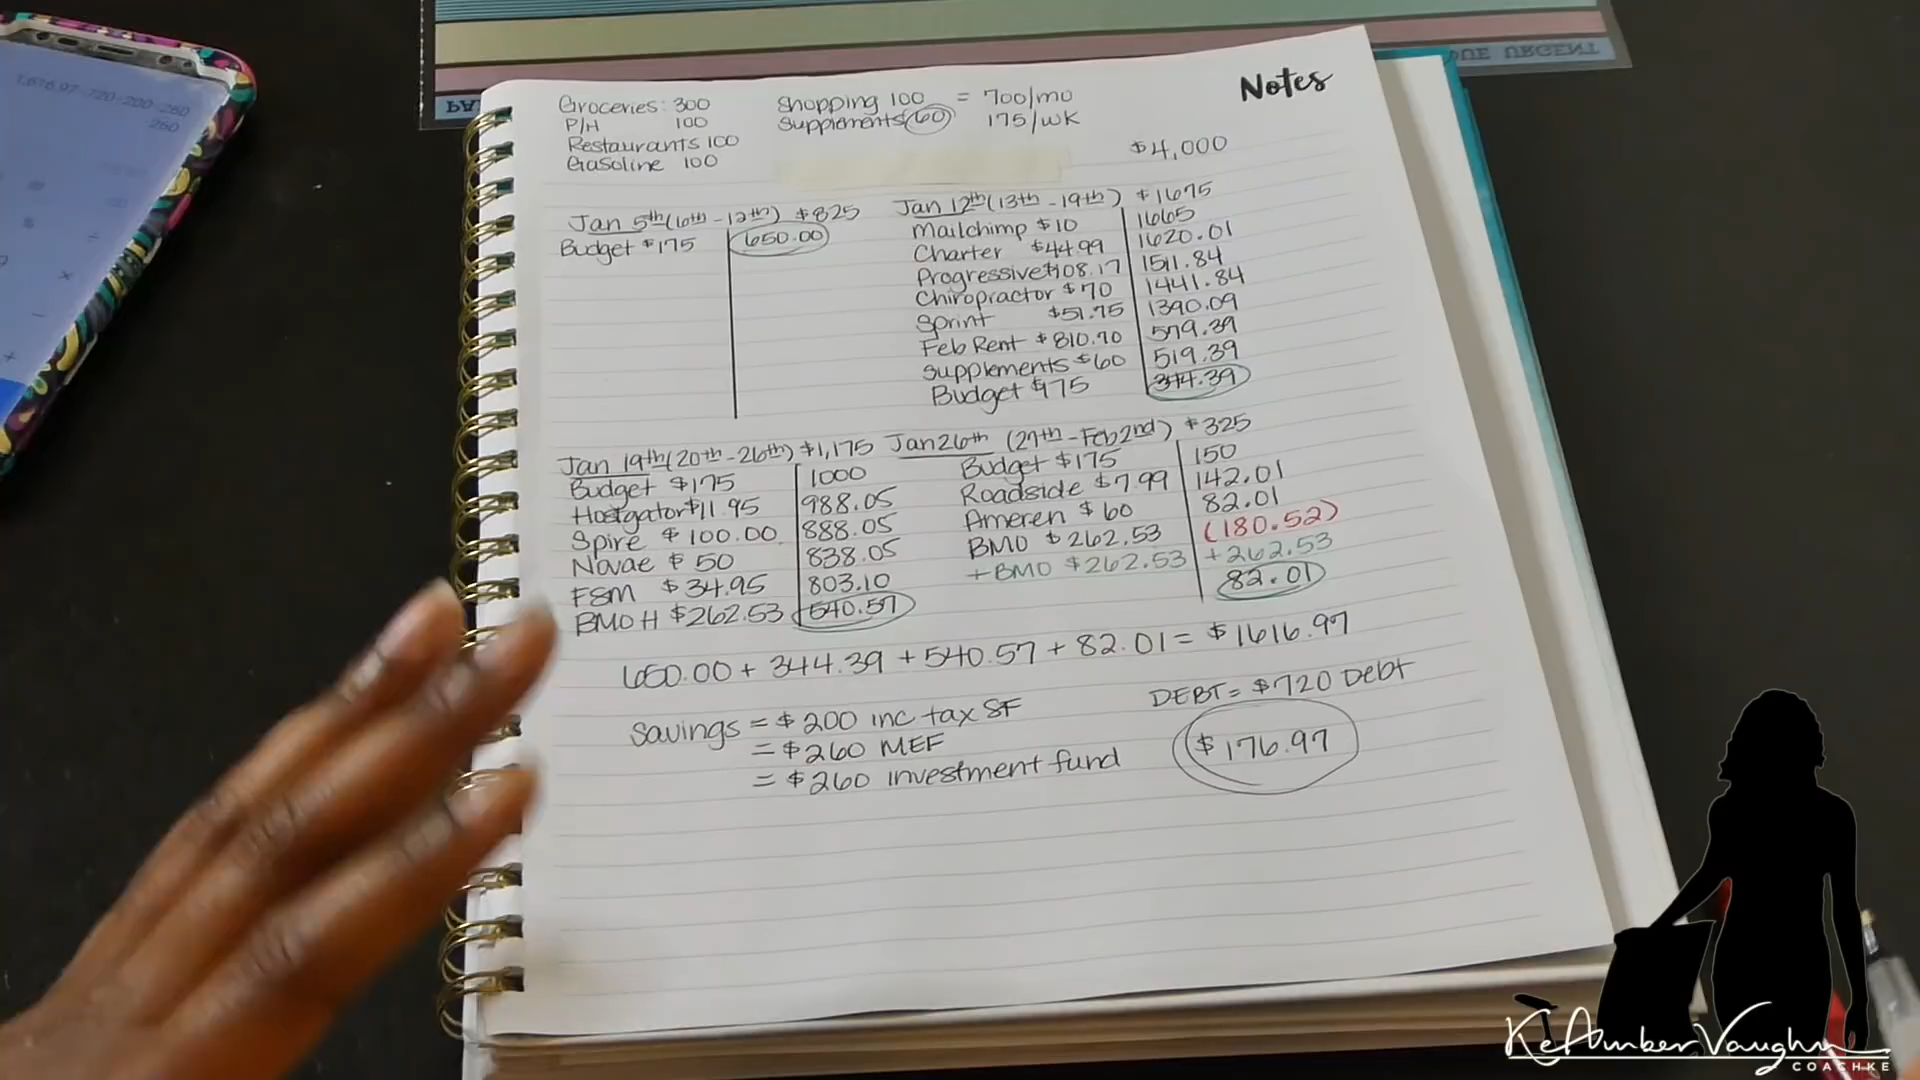 Notes
Groceries: 300
P/H 100
Restaurants 100
Gasoline 100
Shopping 100 = 700/mo
Supplements (60) 175/wk
$4,000
Jan 5th (6th - 12th) $825
Budget $175 650.00
Jan 12th (13th - 19th) $1675
Mailchimp $10 1665
Charter $44.99 1620.01
Progressive $108.17 1511.84
Chiropractor $70 1441.84
Sprint $51.75 1390.09
Feb Rent $810.70 579.39
Supplements $60 519.39
Budget $175 344.39
Jan 19th (20th - 26th) $1,175
Budget $175 1000
Hostgator $11.95 988.05
Spire $100.00 888.05
Novae $50 838.05
FSM $34.95 803.10
BMO H $262.53 540.57
Jan 26th (27th - Feb 2nd) $325
Budget $175 150
Roadside $7.99 142.01
Ameren $60 82.01
BMO $262.53 (180.52)
+BMO $262.53 +262.53
82.01
650.00 + 344.39 + 540.57 + 82.01 = $1616.97
Savings = $200 inc tax SF
= $260 MEF
= $260 investment fund
DEBT = $720 Debt
$176.97
1,616.97-720-200-260
260
KeAmber Vaughn
COACHKE